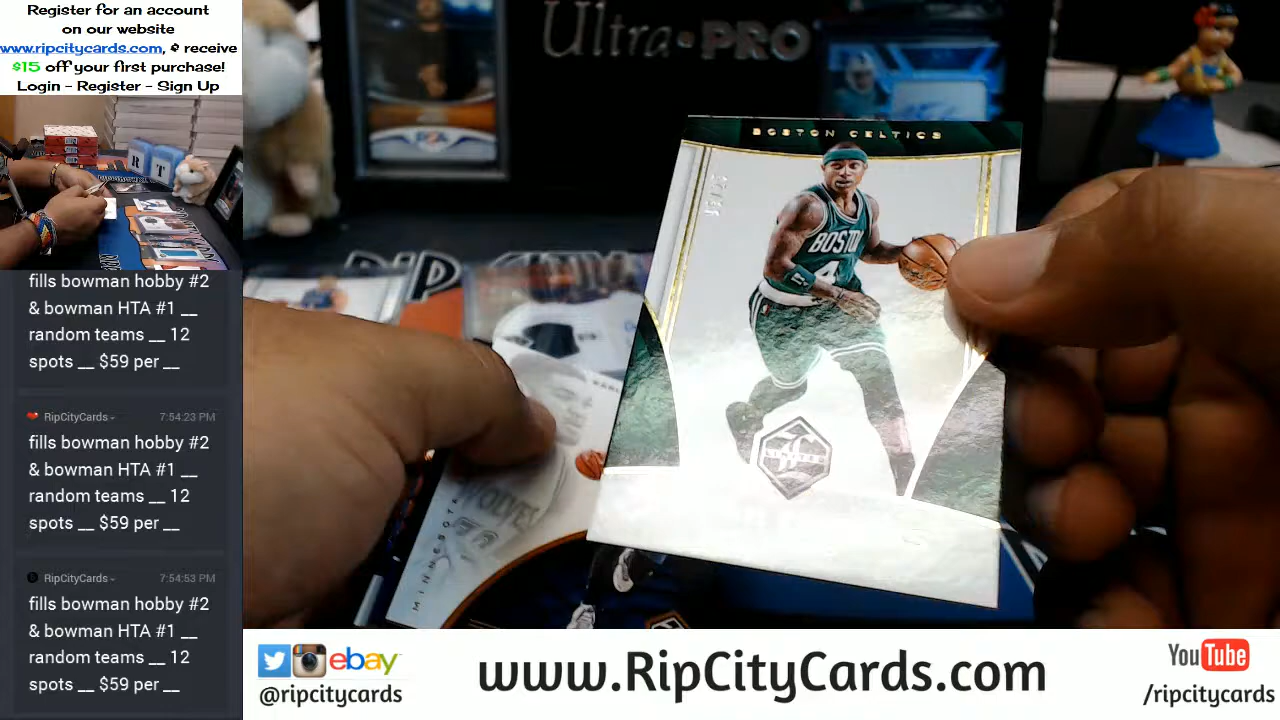 Register for an account
on our website
www.ripcitycards.com, & receive
$15 off your first purchase!
Login - Register - Sign Up
fills bowman hobby #2
& bowman HTA #1 __
random teams __ 12
spots __ $59 per __
RipCityCards
7:54:23 PM
fills bowman hobby #2
& bowman HTA #1 __
random teams __ 12
spots __ $59 per __
RipCityCards
7:54:53 PM
fills bowman hobby #2
& bowman HTA #1 __
random teams __ 12
spots __ $59 per __
Ultra PRO
BOSTON CELTICS
BOSTON
4
LIMITED
WOLVES
ebay
@ripcitycards
www.RipCityCards.com
YouTube
/ripcitycards